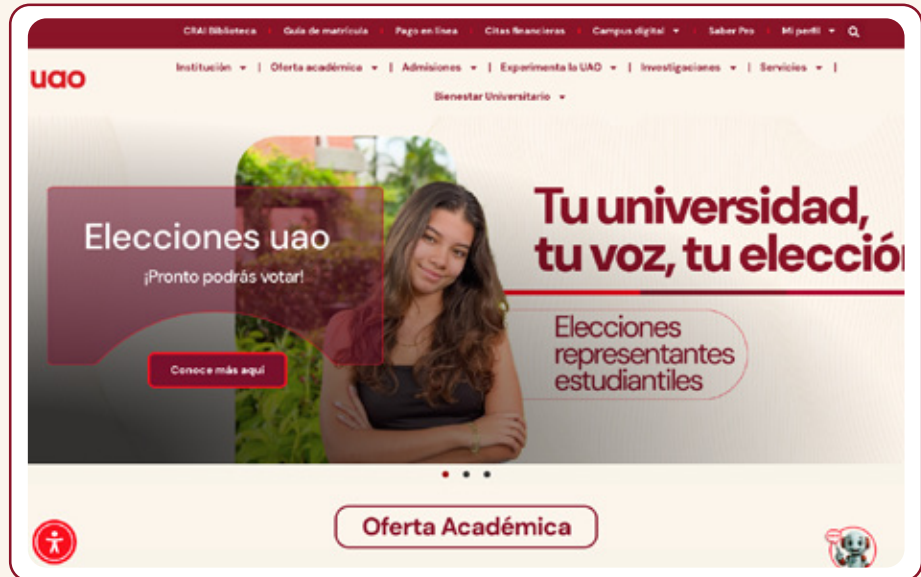 CRAI Biblioteca | Guía de matrícula | Pago en línea | Citas financieras | Campus digital | Saber Pro | Mi perfil
uao
Institución | Oferta académica | Admisiones | Experimenta la UAO | Investigaciones | Servicios |
Bienestar Universitario
Elecciones uao
¡Pronto podrás votar!
Conoce más aquí
Tu universidad,
tu voz, tu elecció
Elecciones
representantes
estudiantiles
Oferta Académica